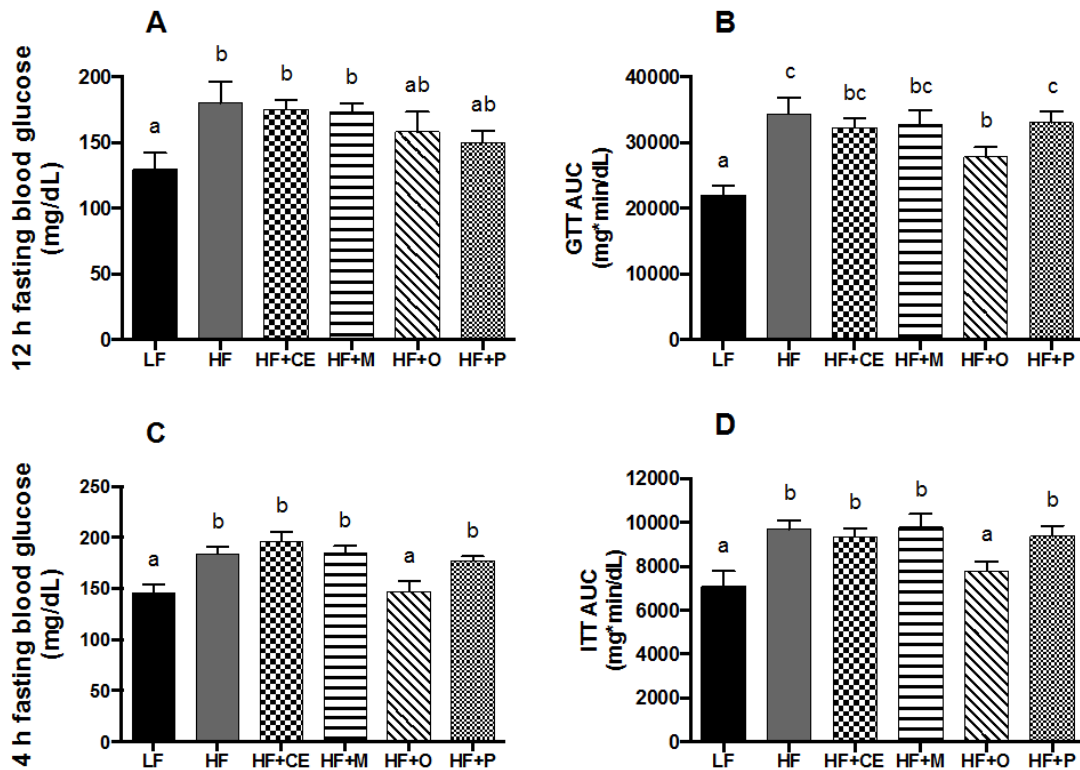 A
12 h fasting blood glucose
(mg/dL)
200
150
100
50
0
a
b
b
b
ab
ab
LF
HF
HF+CE
HF+M
HF+O
HF+P
B
GTT AUC
(mg*min/dL)
40000
30000
20000
10000
0
a
c
bc
bc
b
c
LF
HF
HF+CE
HF+M
HF+O
HF+P
C
4 h fasting blood glucose
(mg/dL)
250
200
150
100
50
0
a
b
b
b
a
b
LF
HF
HF+CE
HF+M
HF+O
HF+P
D
ITT AUC
(mg*min/dL)
12000
10000
8000
6000
4000
2000
0
a
b
b
b
a
b
LF
HF
HF+CE
HF+M
HF+O
HF+P